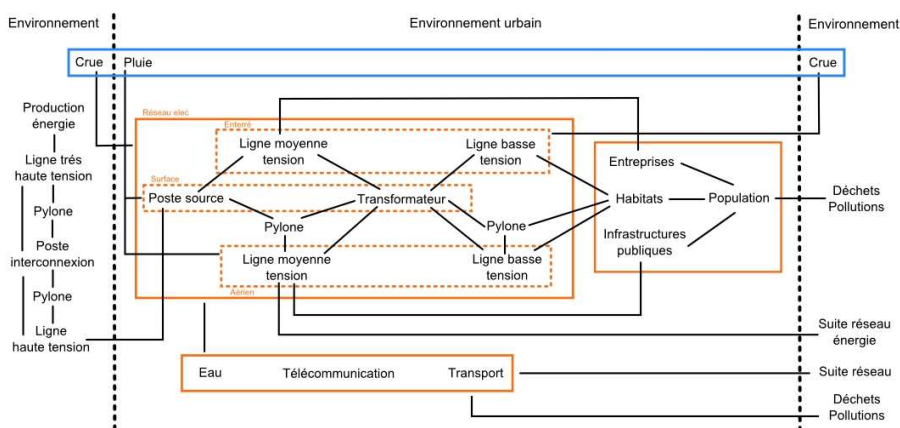 Environnement
Environnement urbain
Environnement
Crue
Pluie
Crue
Production
énergie
Ligne trés
haute tension
Pylone
Poste
interconnexion
Pylone
Ligne
haute tension
Réseau elec
Enterré
Ligne moyenne
tension
Ligne basse
tension
Surface
Poste source
Transformateur
Pylone
Pylone
Ligne moyenne
tension
Ligne basse
tension
Aérien
Entreprises
Habitats
Population
Infrastructures
publiques
Déchets
Pollutions
Suite réseau
énergie
Eau
Télécommunication
Transport
Suite réseau
Déchets
Pollutions